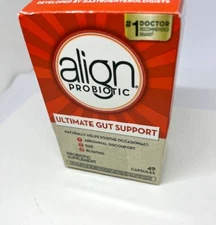 DEVELOPED BY GASTROENTEROLOGISTS
#1 DOCTOR
RECOMMENDED
BRAND†
align®
PROBIOTIC
ULTIMATE GUT SUPPORT
NATURALLY HELPS SOOTHE OCCASIONAL:
ABDOMINAL DISCOMFORT
GAS
BLOATING
PROBIOTIC
SUPPLEMENT
49
CAPSULES